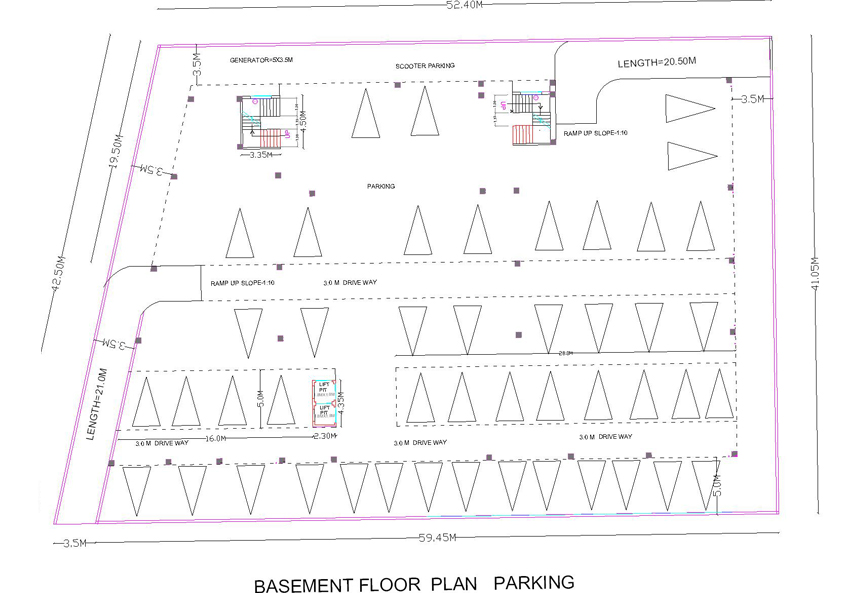 52.40M
GENERATOR=5X3.5M
SCOOTER PARKING
LENGTH=20.50M
3.5M
3.5M
UP
4.50M
3.35M
UP
RAMP UP SLOPE-1:10
19.50M
3.5M
PARKING
42.50M
41.05M
RAMP UP SLOPE-1:10
3.0 M DRIVE WAY
3.5M
LENGTH=21.0M
5.0M
LIFT
PIT
LIFT
PIT
4.35M
16.0M
2.30M
3.0 M DRIVE WAY
3.0 M DRIVE WAY
3.0 M DRIVE WAY
5.0M
3.5M
59.45M
BASEMENT FLOOR PLAN PARKING